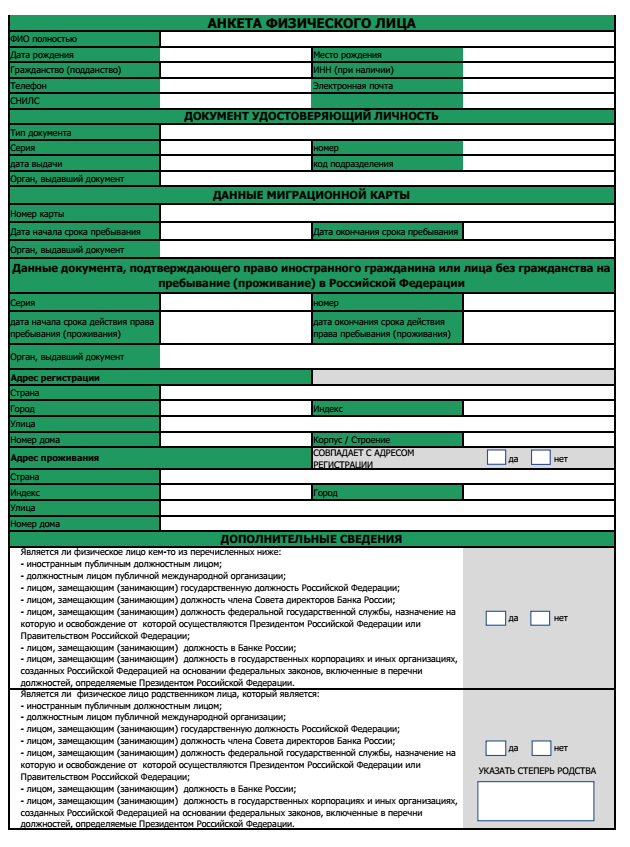 АНКЕТА ФИЗИЧЕСКОГО ЛИЦА
ФИО полностью
Дата рождения Место рождения
Гражданство (подданство) ИНН (при наличии)
Телефон Электронная почта
СНИЛС
ДОКУМЕНТ УДОСТОВЕРЯЮЩИЙ ЛИЧНОСТЬ
Тип документа
Серия номер
дата выдачи код подразделения
Орган, выдавший документ
ДАННЫЕ МИГРАЦИОННОЙ КАРТЫ
Номер карты
Дата начала срока пребывания Дата окончания срока пребывания
Орган, выдавший документ
Данные документа, подтверждающего право иностранного гражданина или лица без гражданства на
пребывание (проживание) в Российской Федерации
Серия номер
дата начала срока действия права
пребывания (проживания)
дата окончания срока действия
права пребывания (проживания)
Орган, выдавший документ
Адрес регистрации
Страна
Город Индекс
Улица
Номер дома Корпус / Строение
Адрес проживания
СОВПАДАЕТ С АДРЕСОМ
РЕГИСТРАЦИИ
да нет
Страна
Индекс Город
Улица
Номер дома
ДОПОЛНИТЕЛЬНЫЕ СВЕДЕНИЯ
Является ли физическое лицо кем-то из перечисленных ниже:
- иностранным публичным должностным лицом;
- должностным лицом публичной международной организации;
- лицом, замещающим (занимающим) государственную должность Российской Федерации;
- лицом, замещающим (занимающим) должность члена Совета директоров Банка России;
- лицом, замещающим (занимающим) должность федеральной государственной службы, назначение на
которую и освобождение от которой осуществляются Президентом Российской Федерации или
Правительством Российской Федерации;
- лицом, замещающим (занимающим) должность в Банке России;
- лицом, замещающим (занимающим) должность в государственных корпорациях и иных организациях,
созданных Российской Федерацией на основании федеральных законов, включенные в перечни
должностей, определяемые Президентом Российской Федерации.
да нет
Является ли физическое лицо родственником лица, который является:
- иностранным публичным должностным лицом;
- должностным лицом публичной международной организации;
- лицом, замещающим (занимающим) государственную должность Российской Федерации;
- лицом, замещающим (занимающим) должность члена Совета директоров Банка России;
- лицом, замещающим (занимающим) должность федеральной государственной службы, назначение на
которую и освобождение от которой осуществляются Президентом Российской Федерации или
Правительством Российской Федерации;
- лицом, замещающим (занимающим) должность в Банке России;
- лицом, замещающим (занимающим) должность в государственных корпорациях и иных организациях,
созданных Российской Федерацией на основании федеральных законов, включенные в перечни
должностей, определяемые Президентом Российской Федерации.
да нет
УКАЗАТЬ СТЕПЕРЬ РОДСТВА